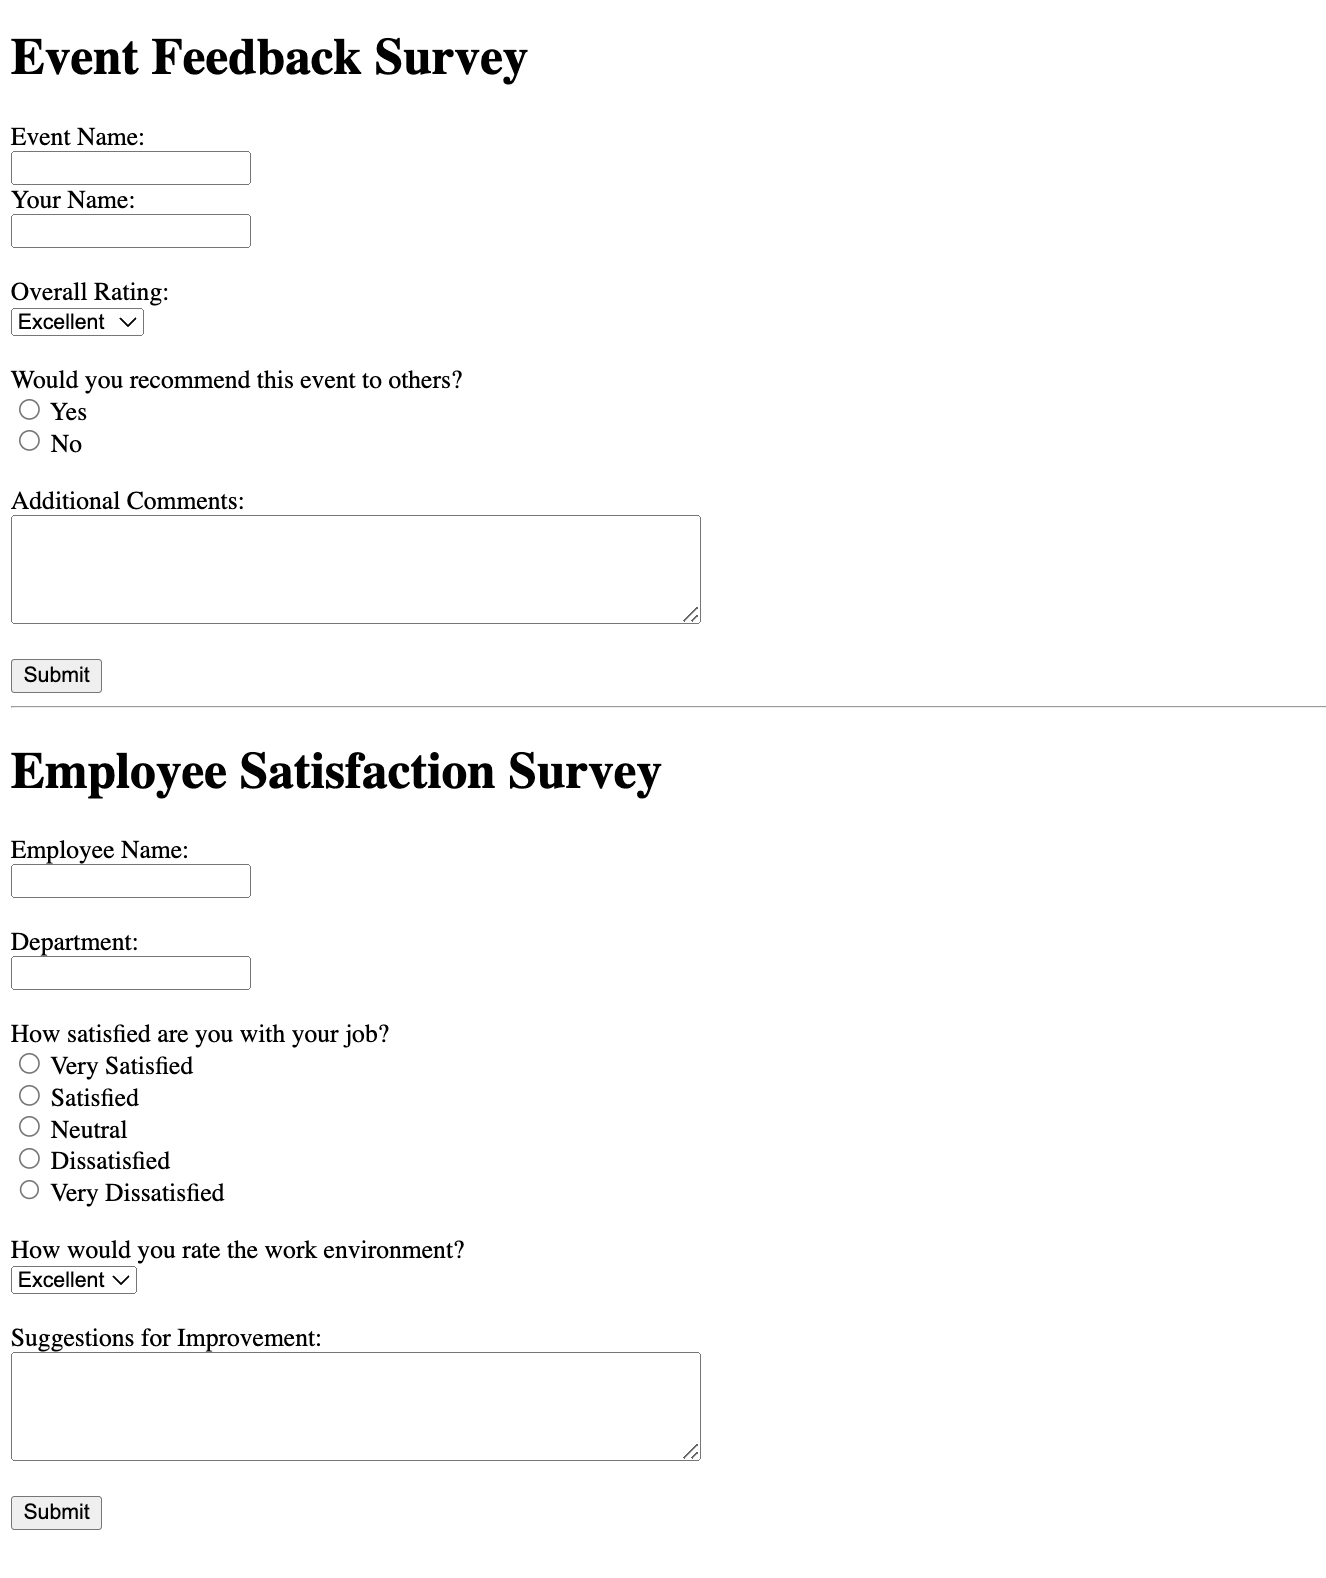 Event Feedback Survey
Event Name:
Your Name:
Overall Rating:
Excellent
Would you recommend this event to others?
Yes
No
Additional Comments:
Submit
Employee Satisfaction Survey
Employee Name:
Department:
How satisfied are you with your job?
Very Satisfied
Satisfied
Neutral
Dissatisfied
Very Dissatisfied
How would you rate the work environment?
Excellent
Suggestions for Improvement:
Submit